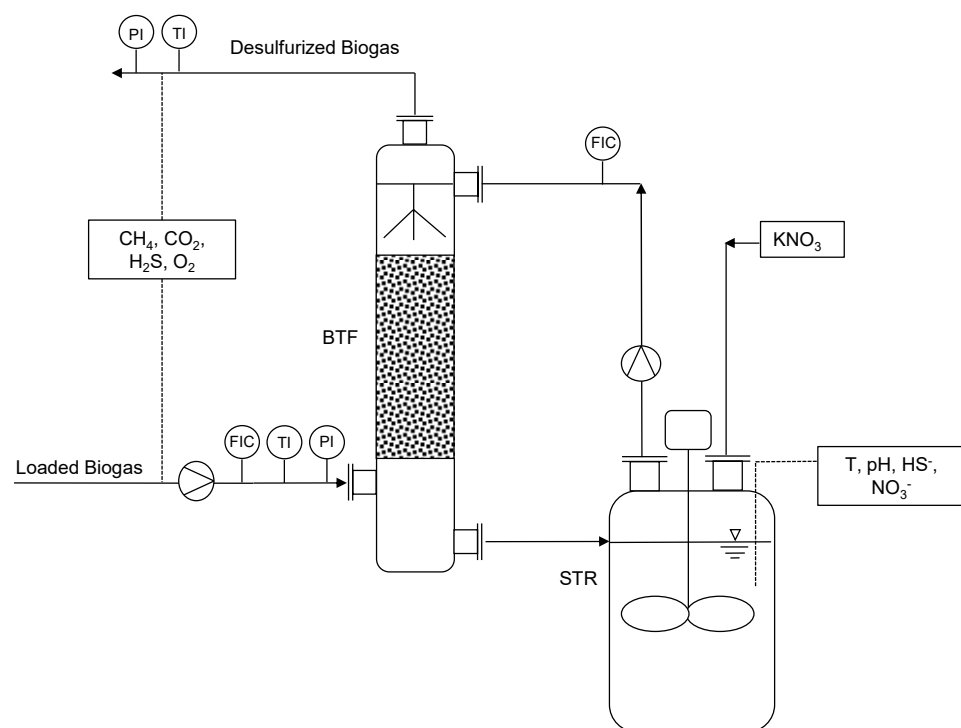 PI
TI
Desulfurized Biogas
FIC
CH₄, CO₂,
H₂S, O₂
KNO₃
BTF
FIC
TI
PI
Loaded Biogas
T, pH, HS⁻,
NO₃⁻
STR